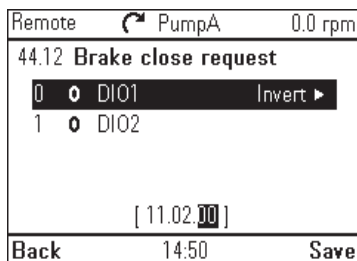 Remote PumpA 0.0 rpm
44.12 Brake close request
0 0 DIO1 Invert ►
1 0 DIO2
[ 11.02.00 ]
Back 14:50 Save